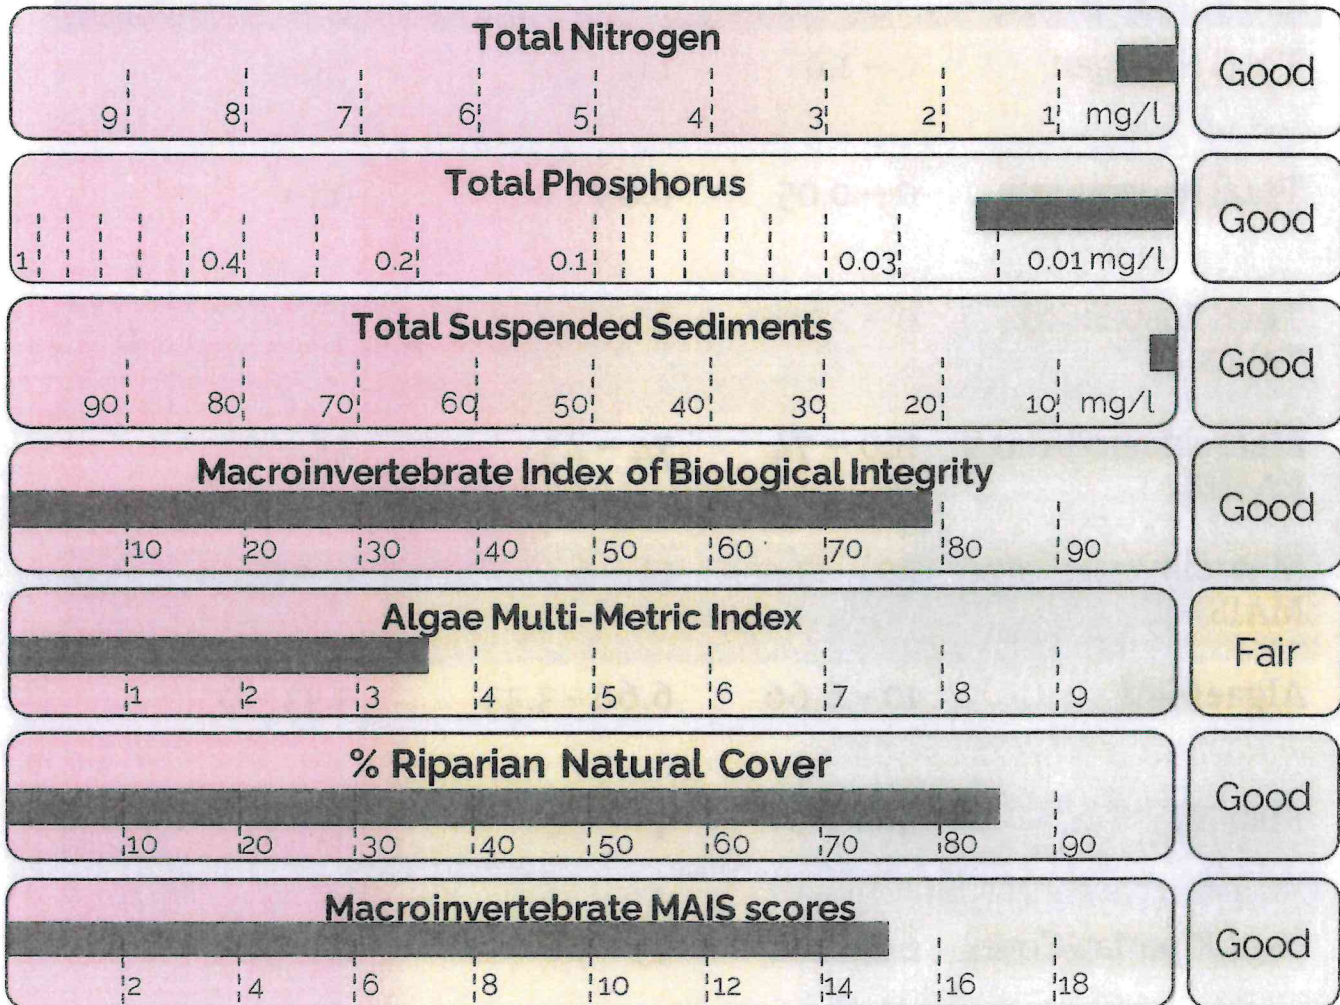 Total Nitrogen
9 8 7 6 5 4 3 2 1 mg/l
Good
Total Phosphorus
1 0.4 0.2 0.1 0.03 0.01 mg/l
Good
Total Suspended Sediments
90 80 70 60 50 40 30 20 10 mg/l
Good
Macroinvertebrate Index of Biological Integrity
10 20 30 40 50 60 70 80 90
Good
Algae Multi-Metric Index
1 2 3 4 5 6 7 8 9
Fair
% Riparian Natural Cover
10 20 30 40 50 60 70 80 90
Good
Macroinvertebrate MAIS scores
2 4 6 8 10 12 14 16 18
Good